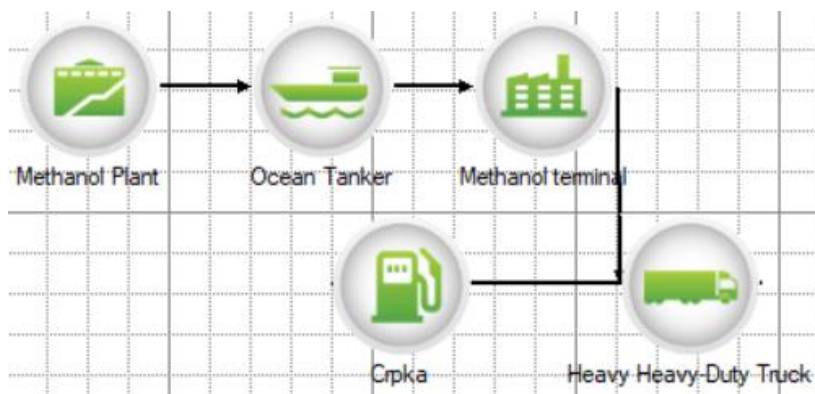 Methanol Plant
Ocean Tanker
Methanol terminal
Crpka
Heavy Heavy-Duty Truck